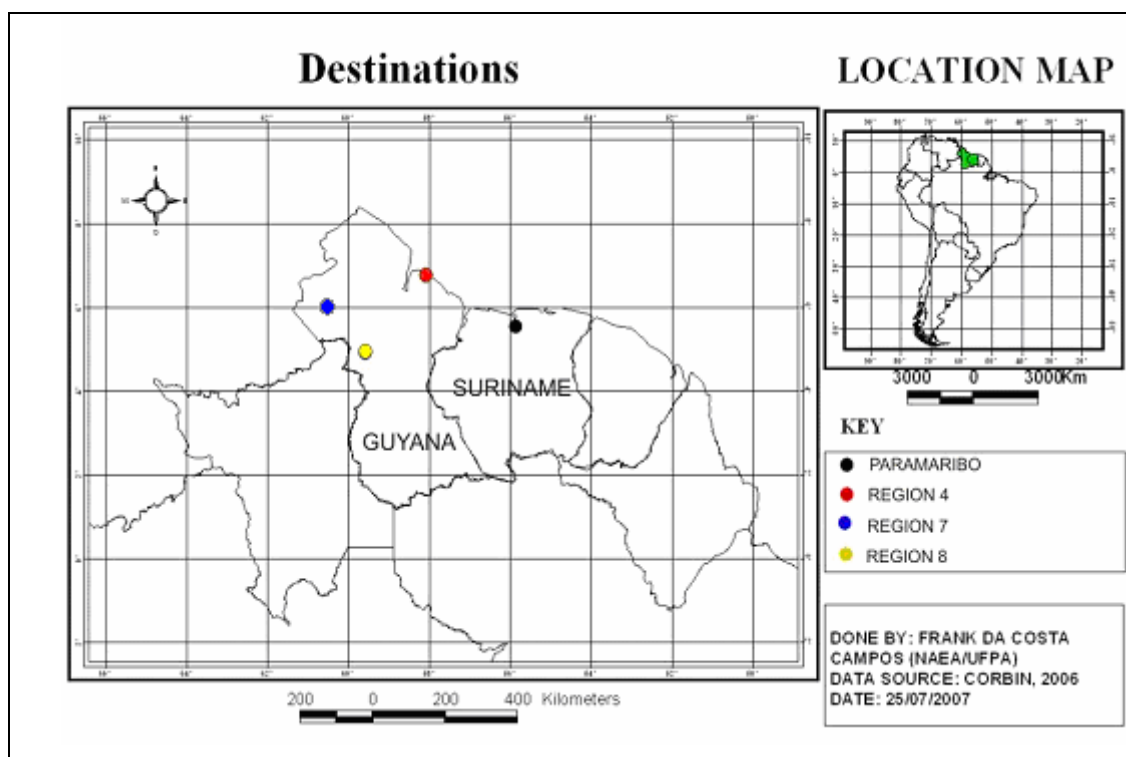 Destinations
LOCATION MAP
SURINAME
GUYANA
200 0 200 400 Kilometers
3000 0 3000Km
KEY
PARAMARIBO
REGION 4
REGION 7
REGION 8
DONE BY: FRANK DA COSTA
CAMPOS (NAEA/UFPA)
DATA SOURCE: CORBIN, 2006
DATE: 25/07/2007